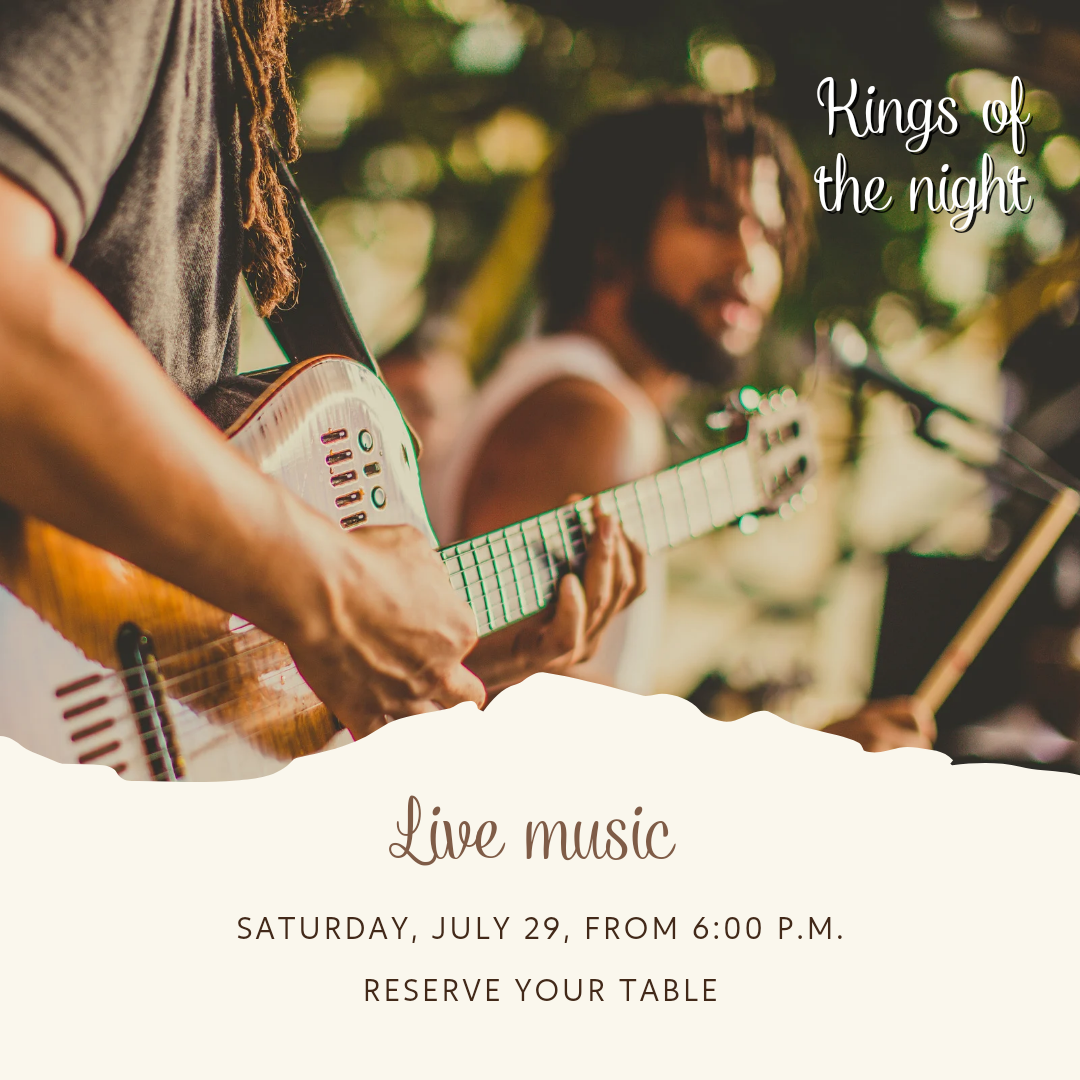 Kings of
the night
Live music
SATURDAY, JULY 29, FROM 6:00 P.M.
RESERVE YOUR TABLE